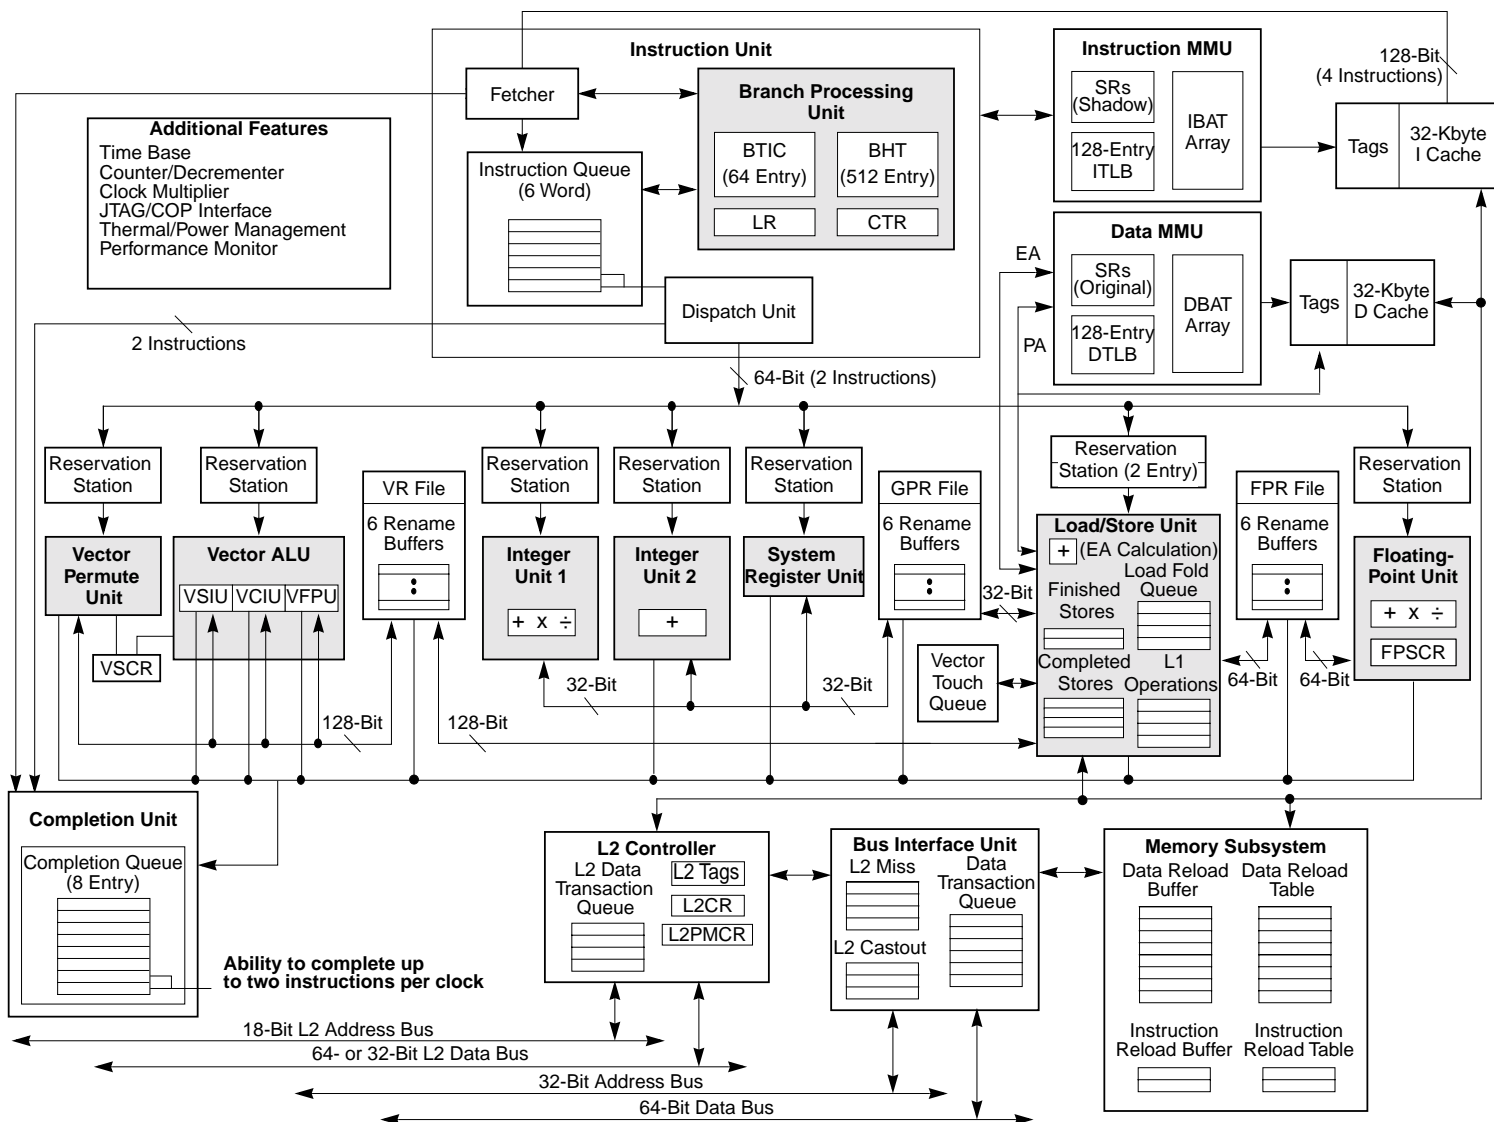 Instruction Unit
Fetcher
Branch Processing
Unit
BTIC
(64 Entry)
BHT
(512 Entry)
LR
CTR
Instruction Queue
(6 Word)
Dispatch Unit
Additional Features
Time Base
Counter/Decrementer
Clock Multiplier
JTAG/COP Interface
Thermal/Power Management
Performance Monitor
2 Instructions
64-Bit (2 Instructions)
Instruction MMU
SRs
(Shadow)
128-Entry
ITLB
IBAT
Array
128-Bit
(4 Instructions)
Tags
32-Kbyte
I Cache
Data MMU
SRs
(Original)
128-Entry
DTLB
DBAT
Array
EA
PA
Tags
32-Kbyte
D Cache
Reservation
Station
Reservation
Station
Reservation
Station
Reservation
Station
Reservation
Station
Reservation
Station (2 Entry)
Reservation
Station
Vector
Permute
Unit
Vector ALU
VSIU
VCIU
VFPU
VSCR
VR File
6 Rename
Buffers
Integer
Unit 1
+ x ÷
Integer
Unit 2
+
System
Register Unit
GPR File
6 Rename
Buffers
Load/Store Unit
+
(EA Calculation)
Load Fold
Queue
Finished
Stores
Completed
Stores
L1
Operations
FPR File
6 Rename
Buffers
Floating-
Point Unit
+ x ÷
FPSCR
Vector
Touch
Queue
32-Bit
32-Bit
32-Bit
64-Bit
64-Bit
128-Bit
128-Bit
Completion Unit
Completion Queue
(8 Entry)
Ability to complete up
to two instructions per clock
L2 Controller
L2 Data
Transaction
Queue
L2 Tags
L2CR
L2PMCR
Bus Interface Unit
L2 Miss
Data
Transaction
Queue
L2 Castout
Memory Subsystem
Data Reload
Buffer
Data Reload
Table
Instruction
Reload Buffer
Instruction
Reload Table
18-Bit L2 Address Bus
64- or 32-Bit L2 Data Bus
32-Bit Address Bus
64-Bit Data Bus